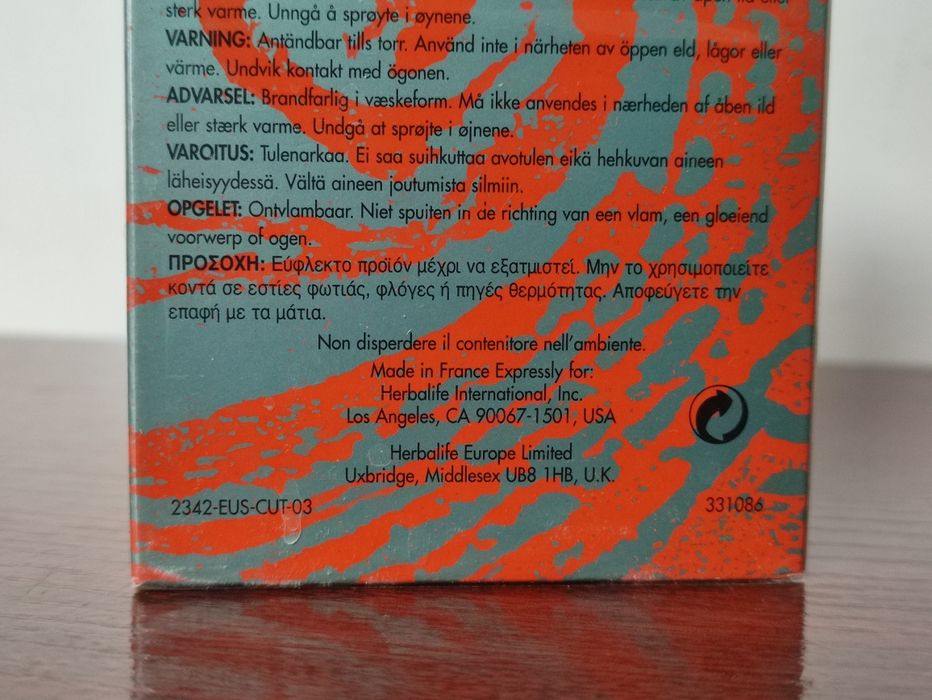 sterk varme. Unngå å sprøyte i øynene.
VARNING: Antändbar tills torr. Använd inte i närheten av öppen eld, lågor eller
värme. Undvik kontakt med ögonen.
ADVARSEL: Brandfarlig i væskeform. Må ikke anvendes i nærheden af åben ild
eller stærk varme. Undgå at sprøjte i øjnene.
VAROITUS: Tulenarkaa. Ei saa suihkuttaa avotulen eikä hehkuvan aineen
läheisyydessä. Vältä aineen joutumista silmiin.
OPGELET: Ontvlambaar. Niet spuiten in de richting van een vlam, een gloeiend
voorwerp of ogen.
ΠΡΟΣΟΧΗ: Εύφλεκτο προϊόν μέχρι να εξατμιστεί. Μην το χρησιμοποιείτε
κοντά σε εστίες φωτιάς, φλόγες ή πηγές θερμότητας. Αποφεύγετε την
επαφή με τα μάτια.
Non disperdere il contenitore nell'ambiente.
Made in France Expressly for:
Herbalife International, Inc.
Los Angeles, CA 90067-1501, USA
Herbalife Europe Limited
Uxbridge, Middlesex UB8 1HB, U.K.
2342-EUS-CUT-03
331086